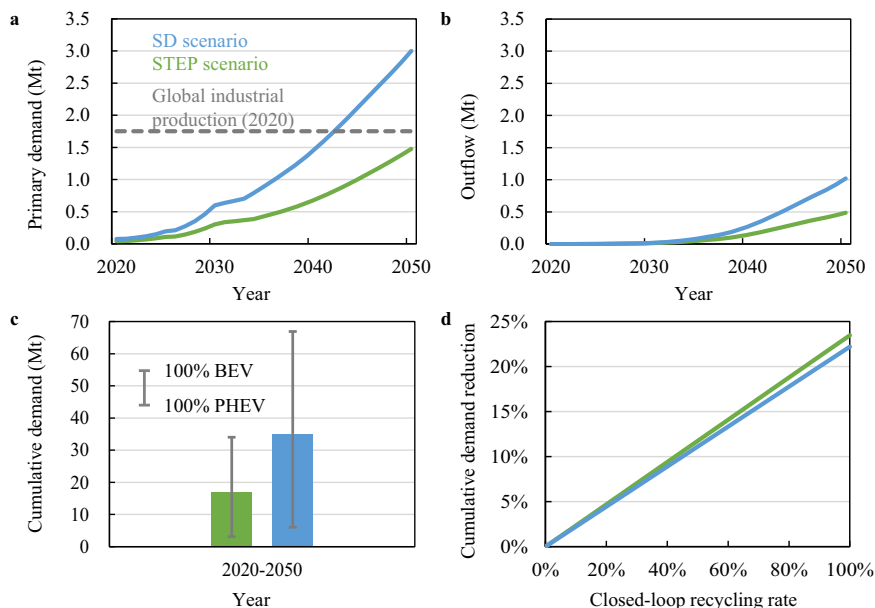 a
3.5
3.0
2.5
2.0
1.5
1.0
0.5
0.0
Primary demand (Mt)
SD scenario
STEP scenario
Global industrial
production (2020)
2020
2030
2040
2050
Year
b
3.5
3.0
2.5
2.0
1.5
1.0
0.5
0.0
Outflow (Mt)
2020
2030
2040
2050
Year
c
70
60
50
40
30
20
10
0
Cumulative demand (Mt)
100% BEV
100% PHEV
2020-2050
Year
d
25%
20%
15%
10%
5%
0%
Cumulative demand reduction
0%
20%
40%
60%
80%
100%
Closed-loop recycling rate